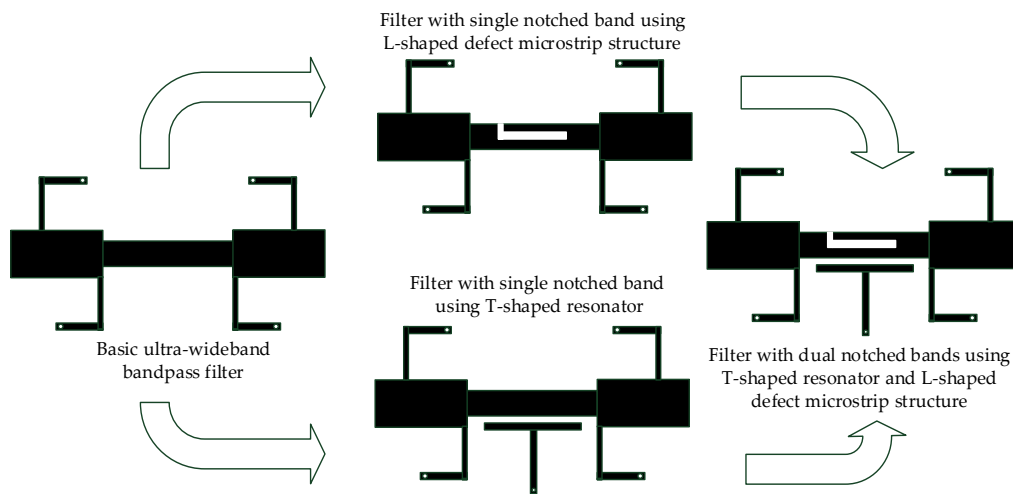 Filter with single notched band using
L-shaped defect microstrip structure
Basic ultra-wideband
bandpass filter
Filter with single notched band
using T-shaped resonator
Filter with dual notched bands using
T-shaped resonator and L-shaped
defect microstrip structure